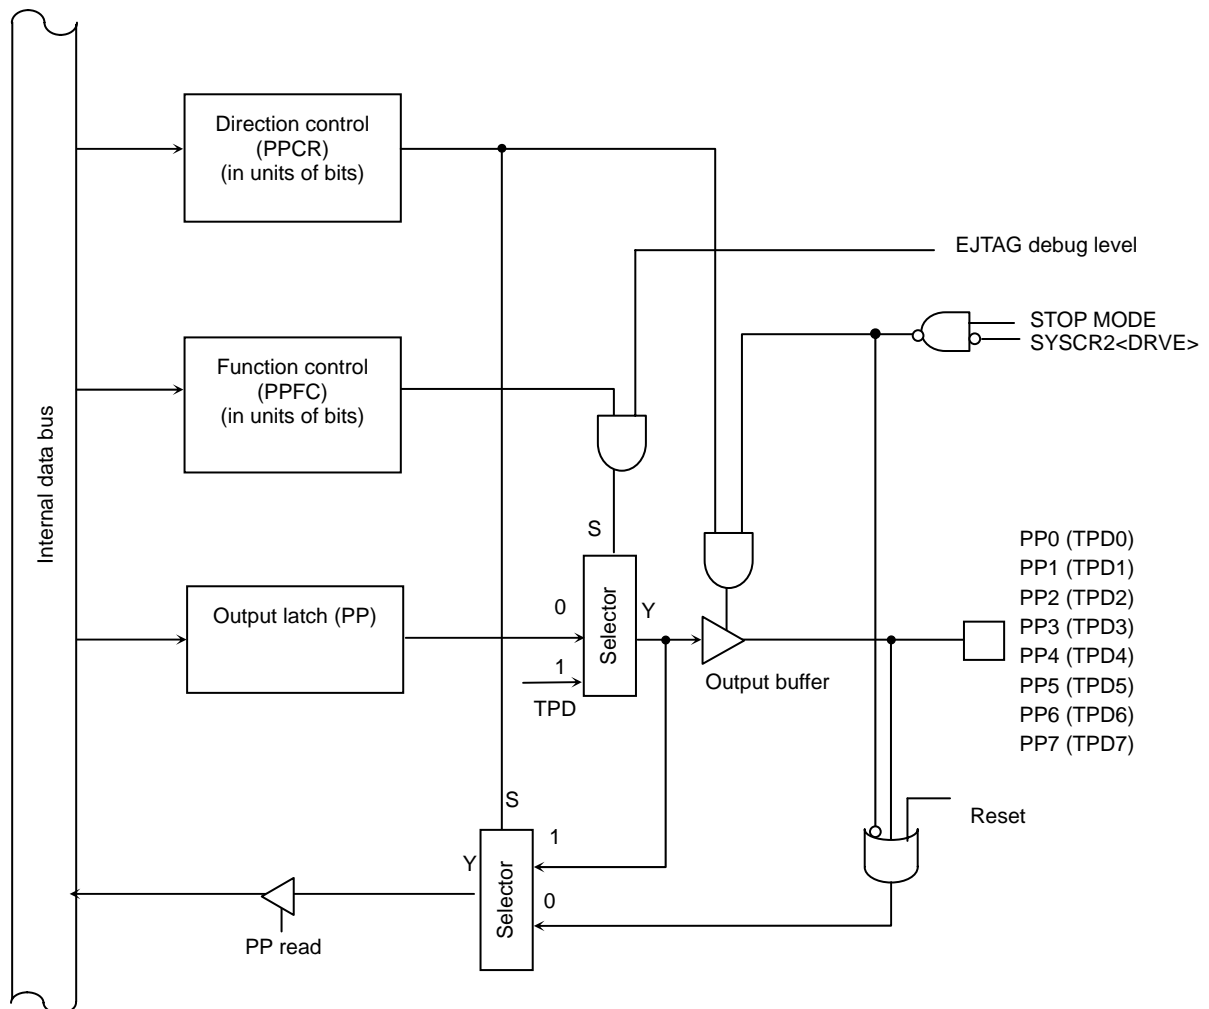 Direction control
(PPCR)
(in units of bits)
EJTAG debug level
STOP MODE
SYSCR2<DRVE>
Function control
(PPFC)
(in units of bits)
Internal data bus
S
PP0 (TPD0)
PP1 (TPD1)
PP2 (TPD2)
PP3 (TPD3)
PP4 (TPD4)
PP5 (TPD5)
PP6 (TPD6)
PP7 (TPD7)
Output latch (PP)
0
Selector
Y
1
TPD
Output buffer
S
Reset
1
Y
Selector
0
PP read